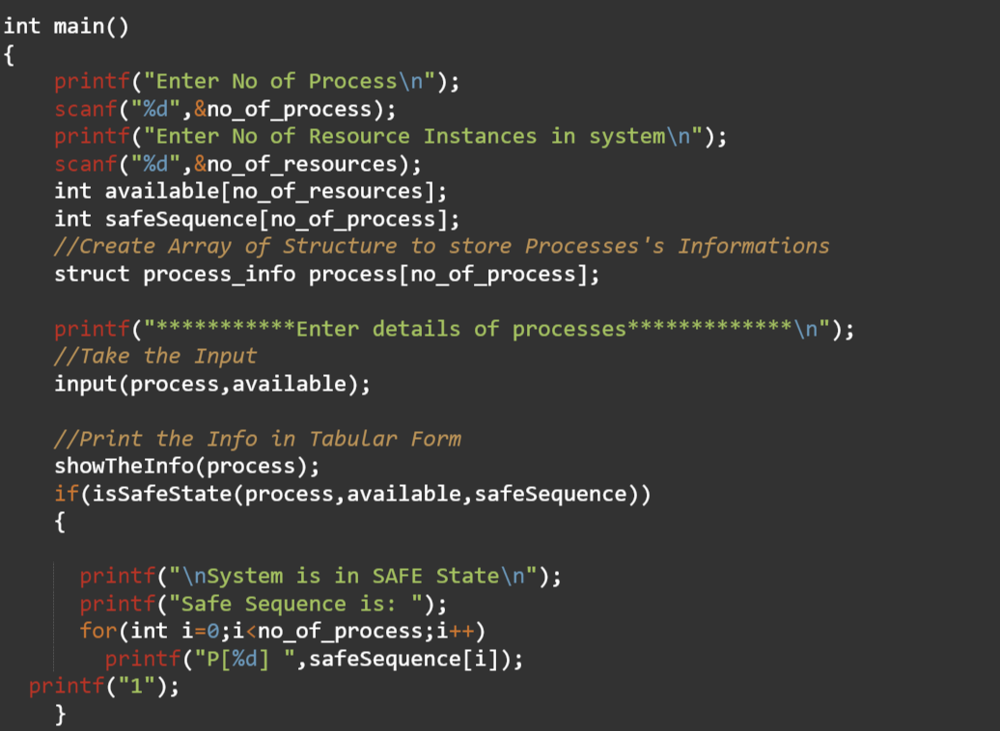 int main()
{
    printf("Enter No of Process\n");
    scanf("%d",&no_of_process);
    printf("Enter No of Resource Instances in system\n");
    scanf("%d",&no_of_resources);
    int available[no_of_resources];
    int safeSequence[no_of_process];
    //Create Array of Structure to store Processes's Informations
    struct process_info process[no_of_process];

    printf("***********Enter details of processes*************\n");
    //Take the Input
    input(process,available);

    //Print the Info in Tabular Form
    showTheInfo(process);
    if(isSafeState(process,available,safeSequence))
    {

      printf("\nSystem is in SAFE State\n");
      printf("Safe Sequence is: ");
      for(int i=0;i<no_of_process;i++)
        printf("P[%d] ",safeSequence[i]);
  printf("1");
    }